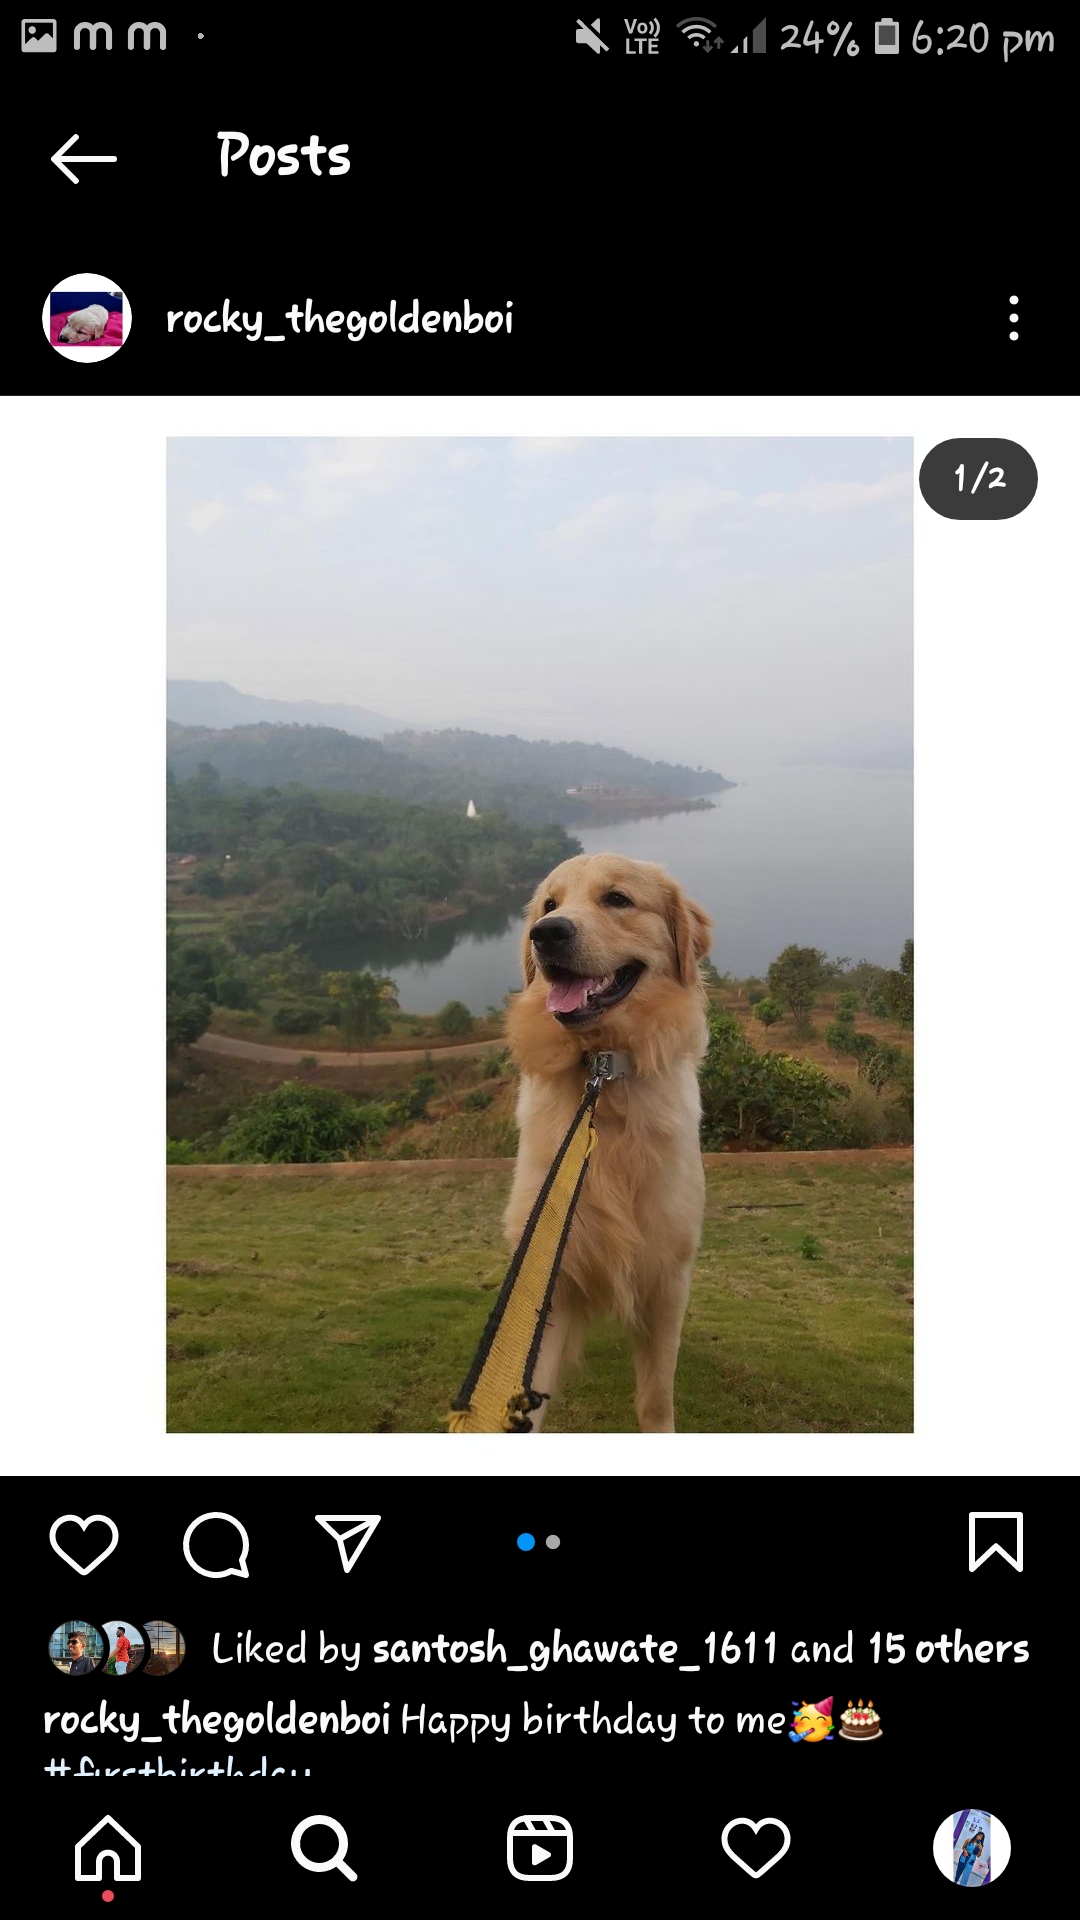 Vo)) LTE 24% 6:20 pm
Posts
rocky_thegoldenboi
1/2
Liked by santosh_ghawate_1611 and 15 others
rocky_thegoldenboi Happy birthday to me🥳🎂
#firstbirthday